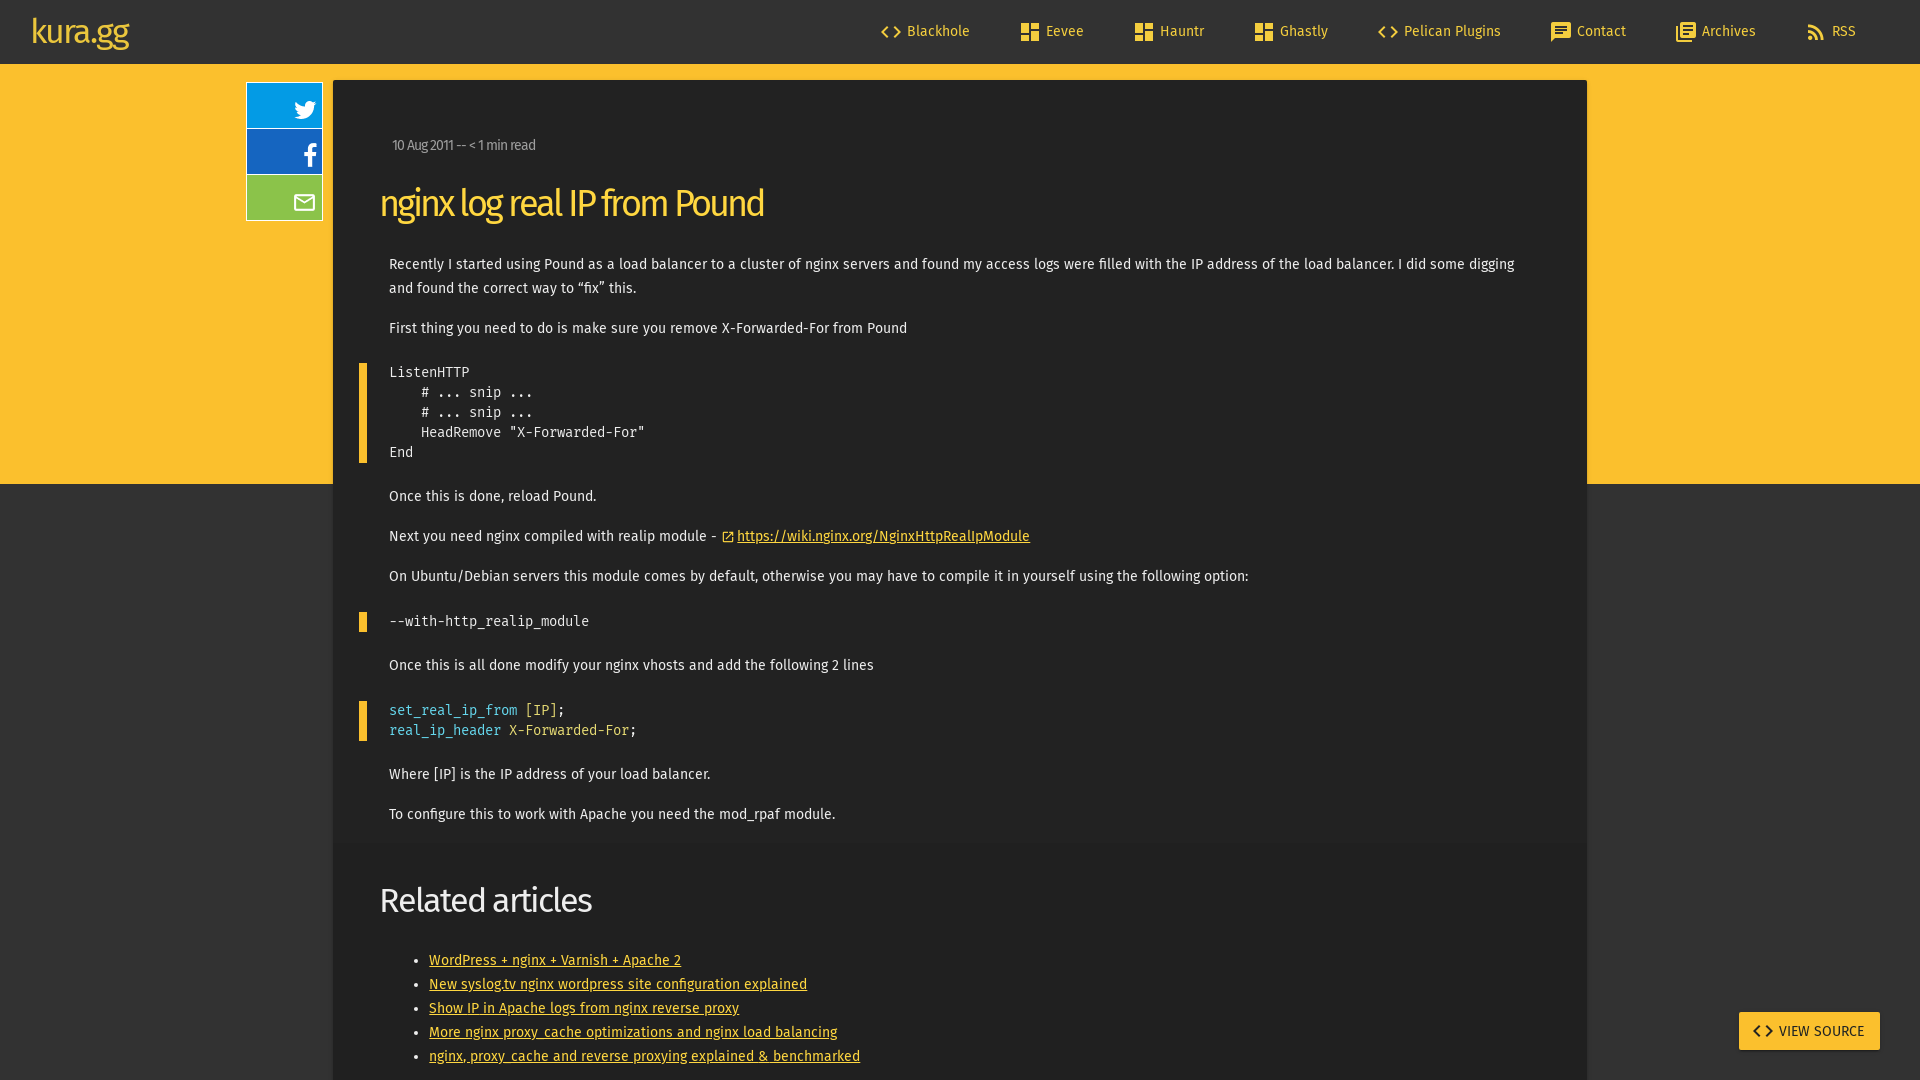 kura.gg
Blackhole
Eevee
Hauntr
Ghastly
Pelican Plugins
Contact
Archives
RSS
10 Aug 2011 -- < 1 min read
nginx log real IP from Pound
Recently I started using Pound as a load balancer to a cluster of nginx servers and found my access logs were filled with the IP address of the load balancer. I did some digging
and found the correct way to “fix” this.
First thing you need to do is make sure you remove X-Forwarded-For from Pound
ListenHTTP
    # ... snip ...
    # ... snip ...
    HeadRemove "X-Forwarded-For"
End
Once this is done, reload Pound.
Next you need nginx compiled with realip module - https://wiki.nginx.org/NginxHttpRealIpModule
On Ubuntu/Debian servers this module comes by default, otherwise you may have to compile it in yourself using the following option:
--with-http_realip_module
Once this is all done modify your nginx vhosts and add the following 2 lines
set_real_ip_from [IP];
real_ip_header X-Forwarded-For;
Where [IP] is the IP address of your load balancer.
To configure this to work with Apache you need the mod_rpaf module.
Related articles
• WordPress + nginx + Varnish + Apache 2
• New syslog.tv nginx wordpress site configuration explained
• Show IP in Apache logs from nginx reverse proxy
• More nginx proxy_cache optimizations and nginx load balancing
• nginx, proxy_cache and reverse proxying explained & benchmarked
VIEW SOURCE